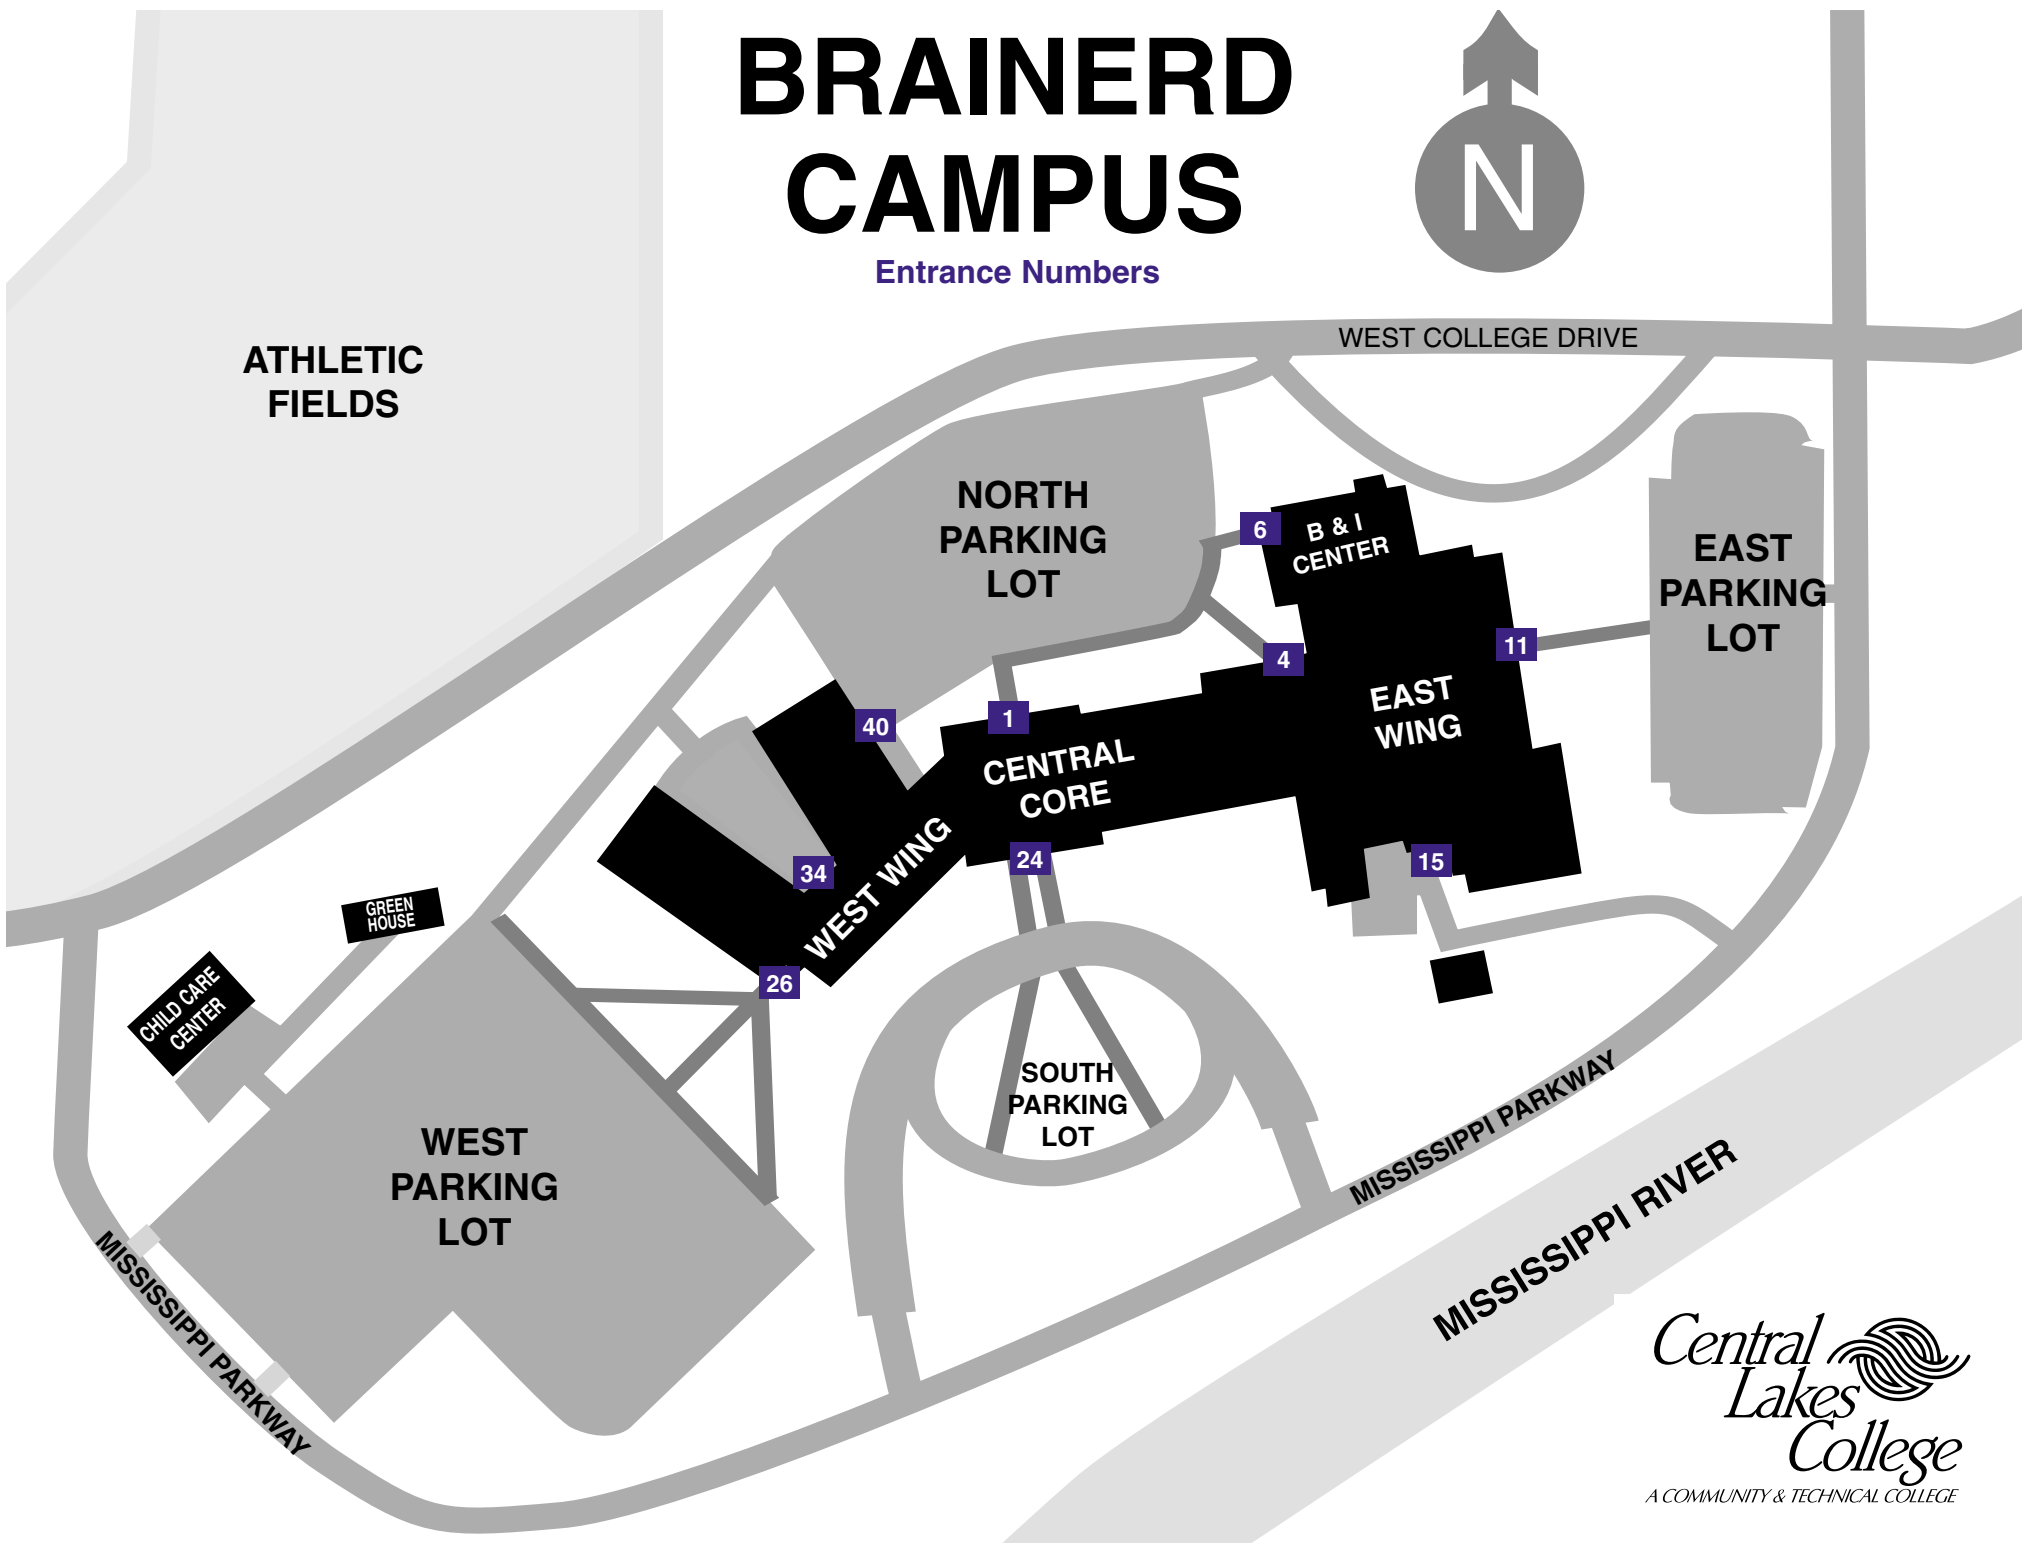 BRAINERD
CAMPUS
Entrance Numbers
N
WEST COLLEGE DRIVE
ATHLETIC
FIELDS
NORTH
PARKING
LOT
6
B & I
CENTER
EAST
PARKING
LOT
4
11
EAST
WING
1
40
CENTRAL
CORE
24
15
34
WEST WING
26
GREEN
HOUSE
CHILD CARE
CENTER
SOUTH
PARKING
LOT
WEST
PARKING
LOT
MISSISSIPPI PARKWAY
MISSISSIPPI PARKWAY
MISSISSIPPI RIVER
Central
Lakes
College
A COMMUNITY & TECHNICAL COLLEGE